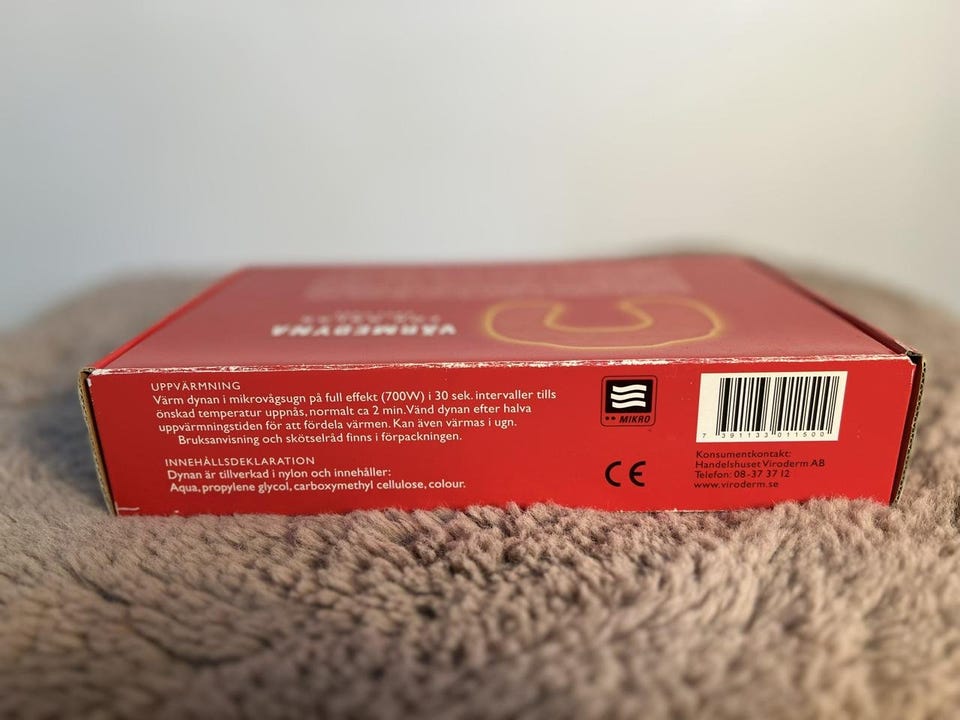 VÄRMEDYNA
UPPVÄRMNING
Värm dynan i mikrovågsugn på full effekt (700W) i 30 sek. intervaller tills
önskad temperatur uppnås, normalt ca 2 min. Vänd dynan efter halva
uppvärmningstiden för att fördela värmen. Kan även värmas i ugn.
Bruksanvisning och skötselråd finns i förpackningen.
INNEHÅLLSDEKLARATION
Dynan är tillverkad i nylon och innehåller:
Aqua, propylene glycol, carboxymethyl cellulose, colour.
** MIKRO
CE
7 391133 011500
Konsumentkontakt:
Handelshuset Viroderm AB
Telefon: 08-37 37 12
www.viroderm.se